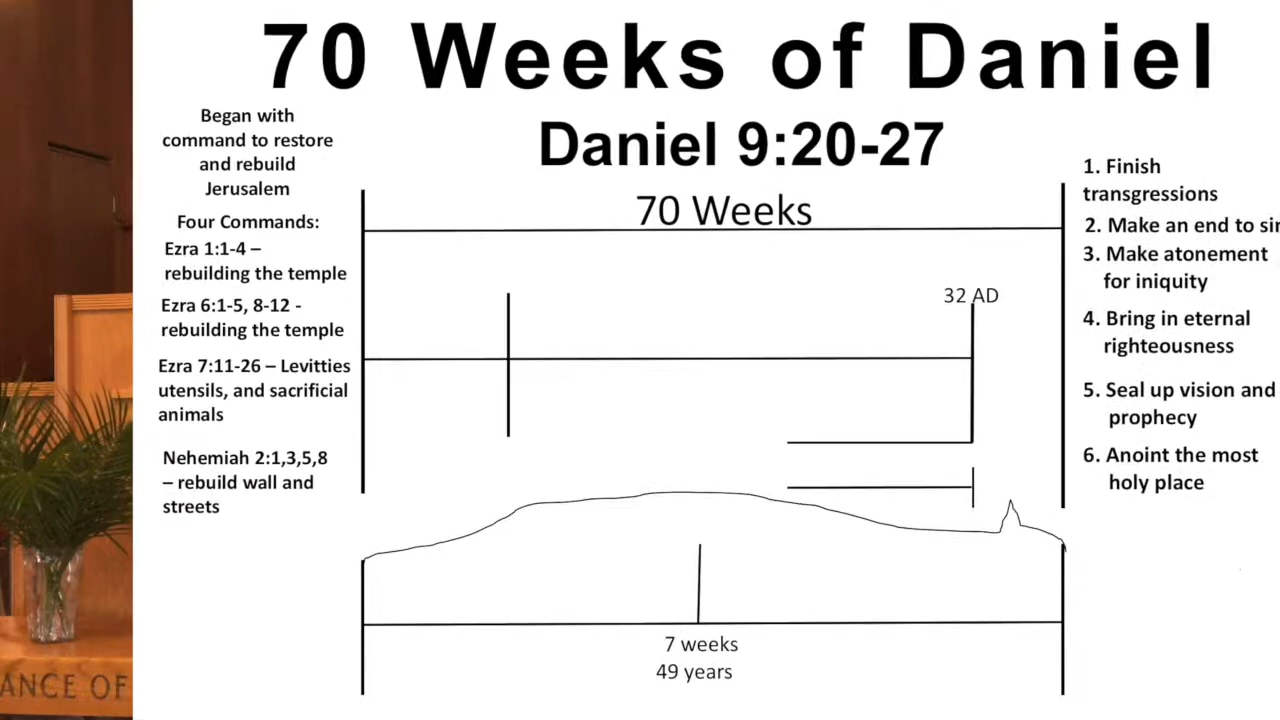 70 Weeks of Daniel
Daniel 9:20-27
Began with
command to restore
and rebuild
Jerusalem
Four Commands:
Ezra 1:1-4 –
rebuilding the temple
Ezra 6:1-5, 8-12 -
rebuilding the temple
Ezra 7:11-26 – Levitties
utensils, and sacrificial
animals
Nehemiah 2:1,3,5,8
– rebuild wall and
streets
70 Weeks
32 AD
7 weeks
49 years
1. Finish
transgressions
2. Make an end to sin
3. Make atonement
for iniquity
4. Bring in eternal
righteousness
5. Seal up vision and
prophecy
6. Anoint the most
holy place
ANCE OF